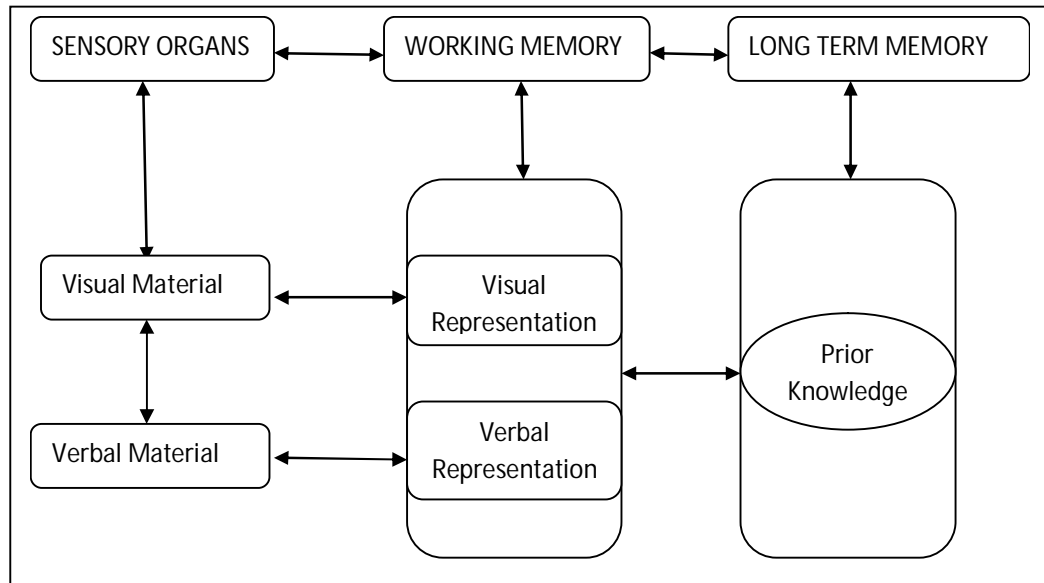 SENSORY ORGANS
WORKING MEMORY
LONG TERM MEMORY
Visual Material
Visual
Representation
Prior
Knowledge
Verbal Material
Verbal
Representation